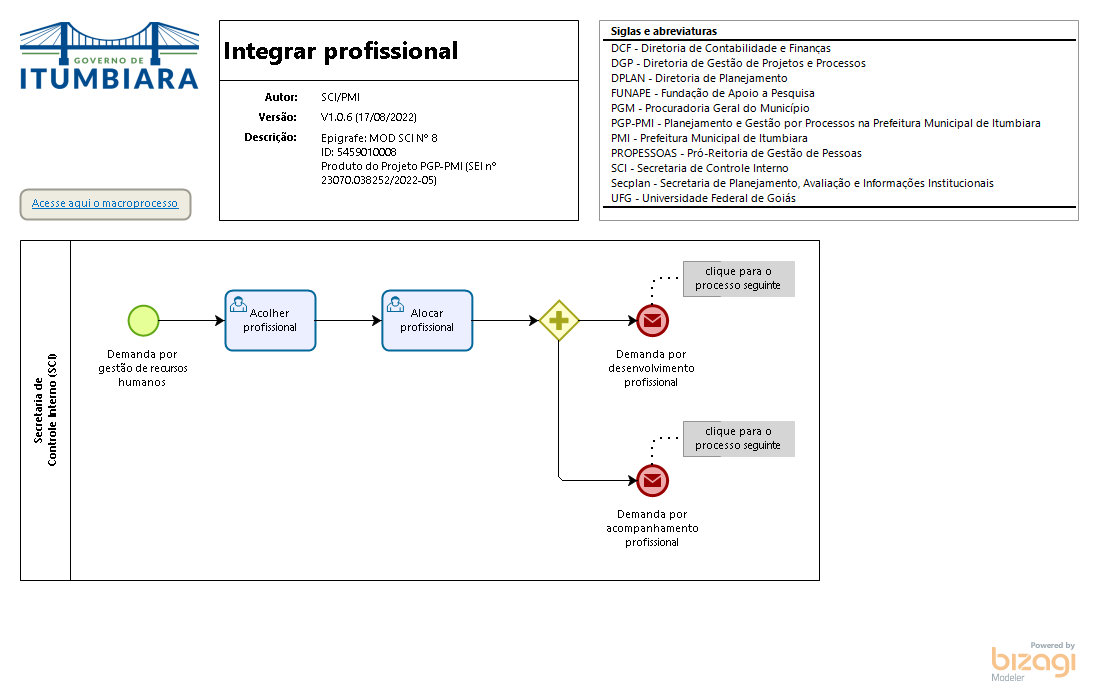 GOVERNO DE
ITUMBIARA
Acesse aqui o macroprocesso
Integrar profissional
Autor: SCI/PMI
Versão: V1.0.6 (17/08/2022)
Descrição: Epigrafe: MOD SCI Nº 8
ID: 5459010008
Produto do Projeto PGP-PMI (SEI nº
23070.038252/2022-05)
Siglas e abreviaturas
DCF - Diretoria de Contabilidade e Finanças
DGP - Diretoria de Gestão de Projetos e Processos
DPLAN - Diretoria de Planejamento
FUNAPE - Fundação de Apoio a Pesquisa
PGM - Procuradoria Geral do Município
PGP-PMI - Planejamento e Gestão por Processos na Prefeitura Municipal de Itumbiara
PMI - Prefeitura Municipal de Itumbiara
PROPESSOAS - Pró-Reitoria de Gestão de Pessoas
SCI - Secretaria de Controle Interno
Secplan - Secretaria de Planejamento, Avaliação e Informações Institucionais
UFG - Universidade Federal de Goiás
Secretaria de
Controle Interno (SCI)
Demanda por
gestão de recursos
humanos
Acolher
profissional
Alocar
profissional
clique para o
processo seguinte
Demanda por
desenvolvimento
profissional
clique para o
processo seguinte
Demanda por
acompanhamento
profissional
Powered by
bizagi
Modeler